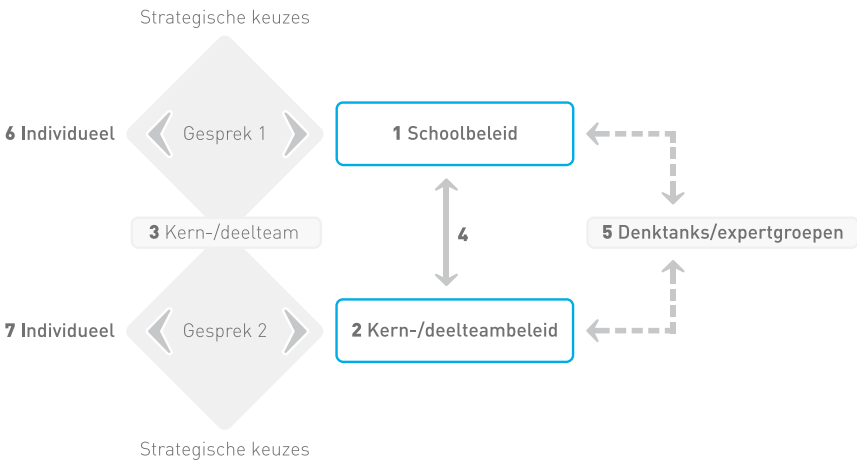 Strategische keuzes
6 Individueel
Gesprek 1
1 Schoolbeleid
3 Kern-/deelteam
4
5 Denktanks/expertgroepen
7 Individueel
Gesprek 2
2 Kern-/deelteambeleid
Strategische keuzes